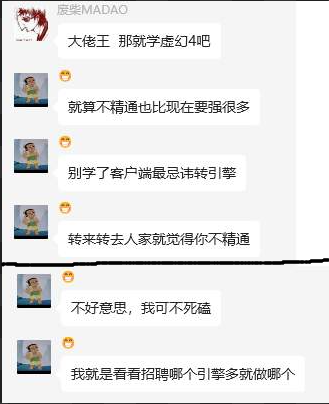 废柴MADAO
大佬王 那就学虚幻4吧
就算不精通也比现在要强很多
别学了客户端最忌讳转引擎
转来转去人家就觉得你不精通
不好意思，我可不死磕
我就是看看招聘哪个引擎多就做哪个